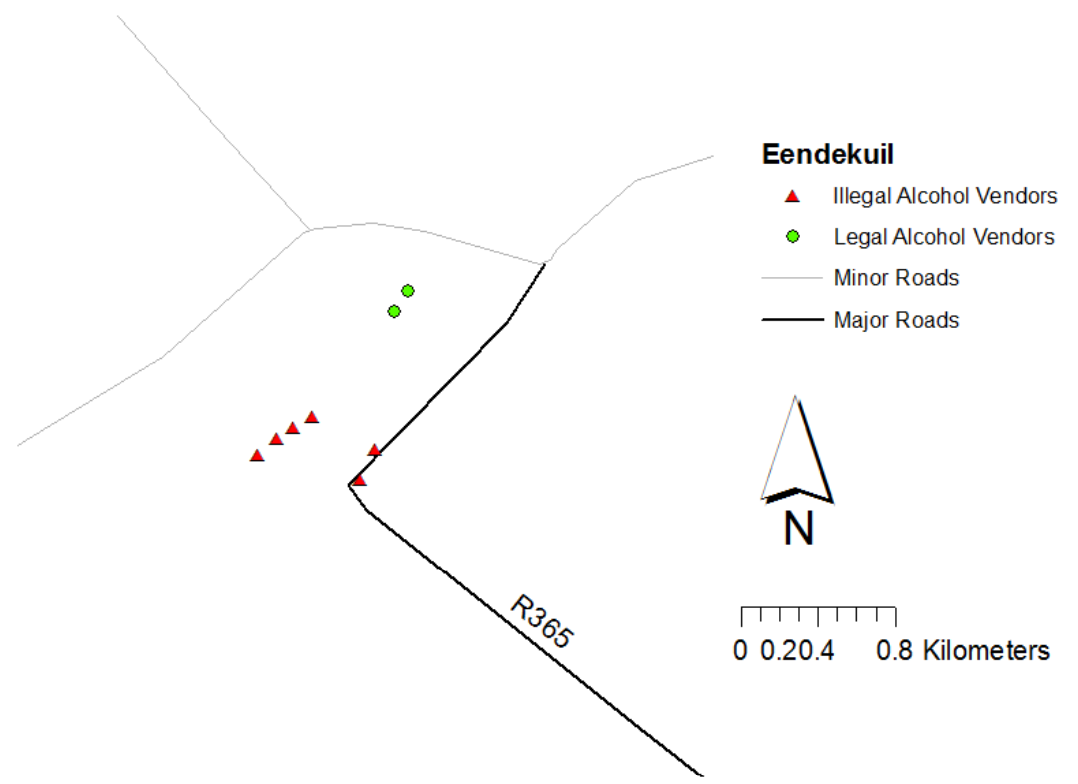 Eendekuil
Illegal Alcohol Vendors
Legal Alcohol Vendors
Minor Roads
Major Roads
N
R365
0 0.20.4 0.8 Kilometers